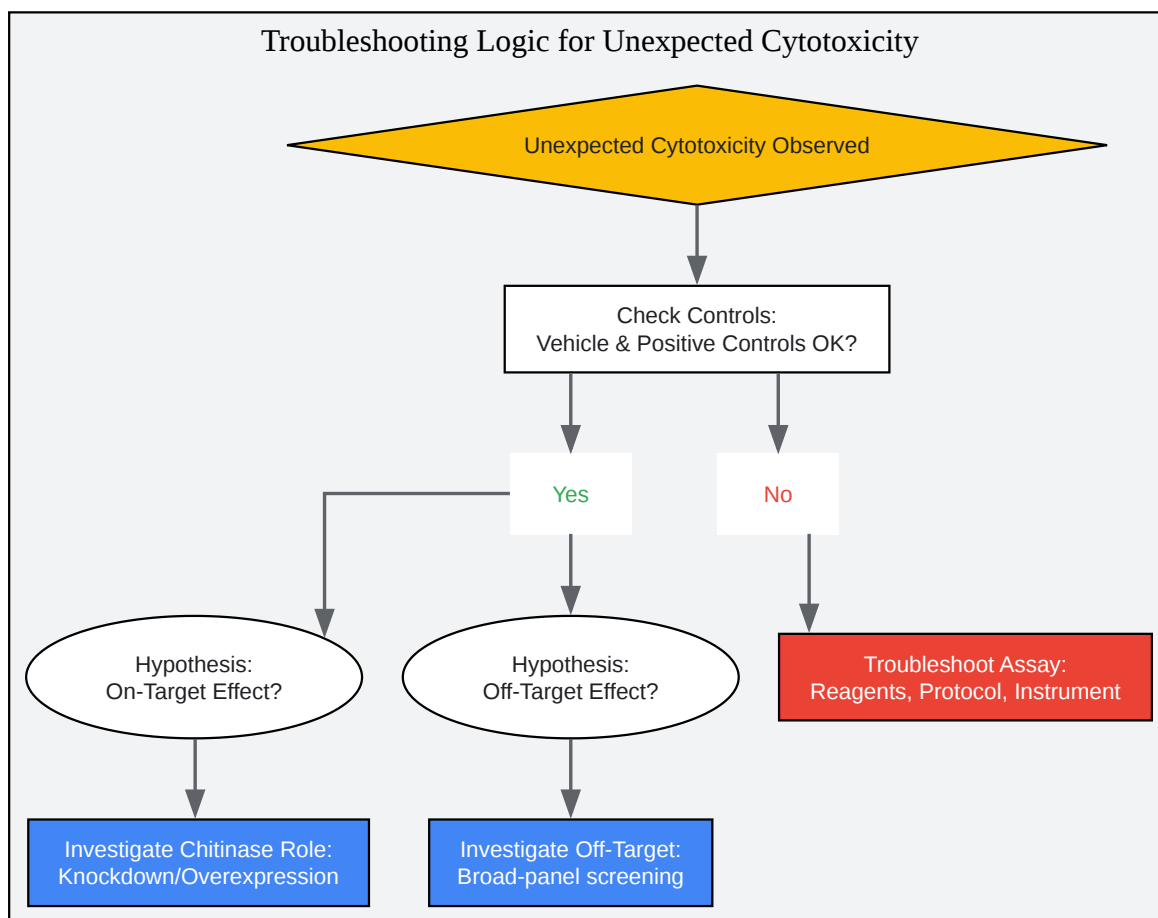 Troubleshooting Logic for Unexpected Cytotoxicity
Unexpected Cytotoxicity Observed
Check Controls:
Vehicle & Positive Controls OK?
Yes
No
Hypothesis:
On-Target Effect?
Hypothesis:
Off-Target Effect?
Troubleshoot Assay:
Reagents, Protocol, Instrument
Investigate Chitinase Role:
Knockdown/Overexpression
Investigate Off-Target:
Broad-panel screening